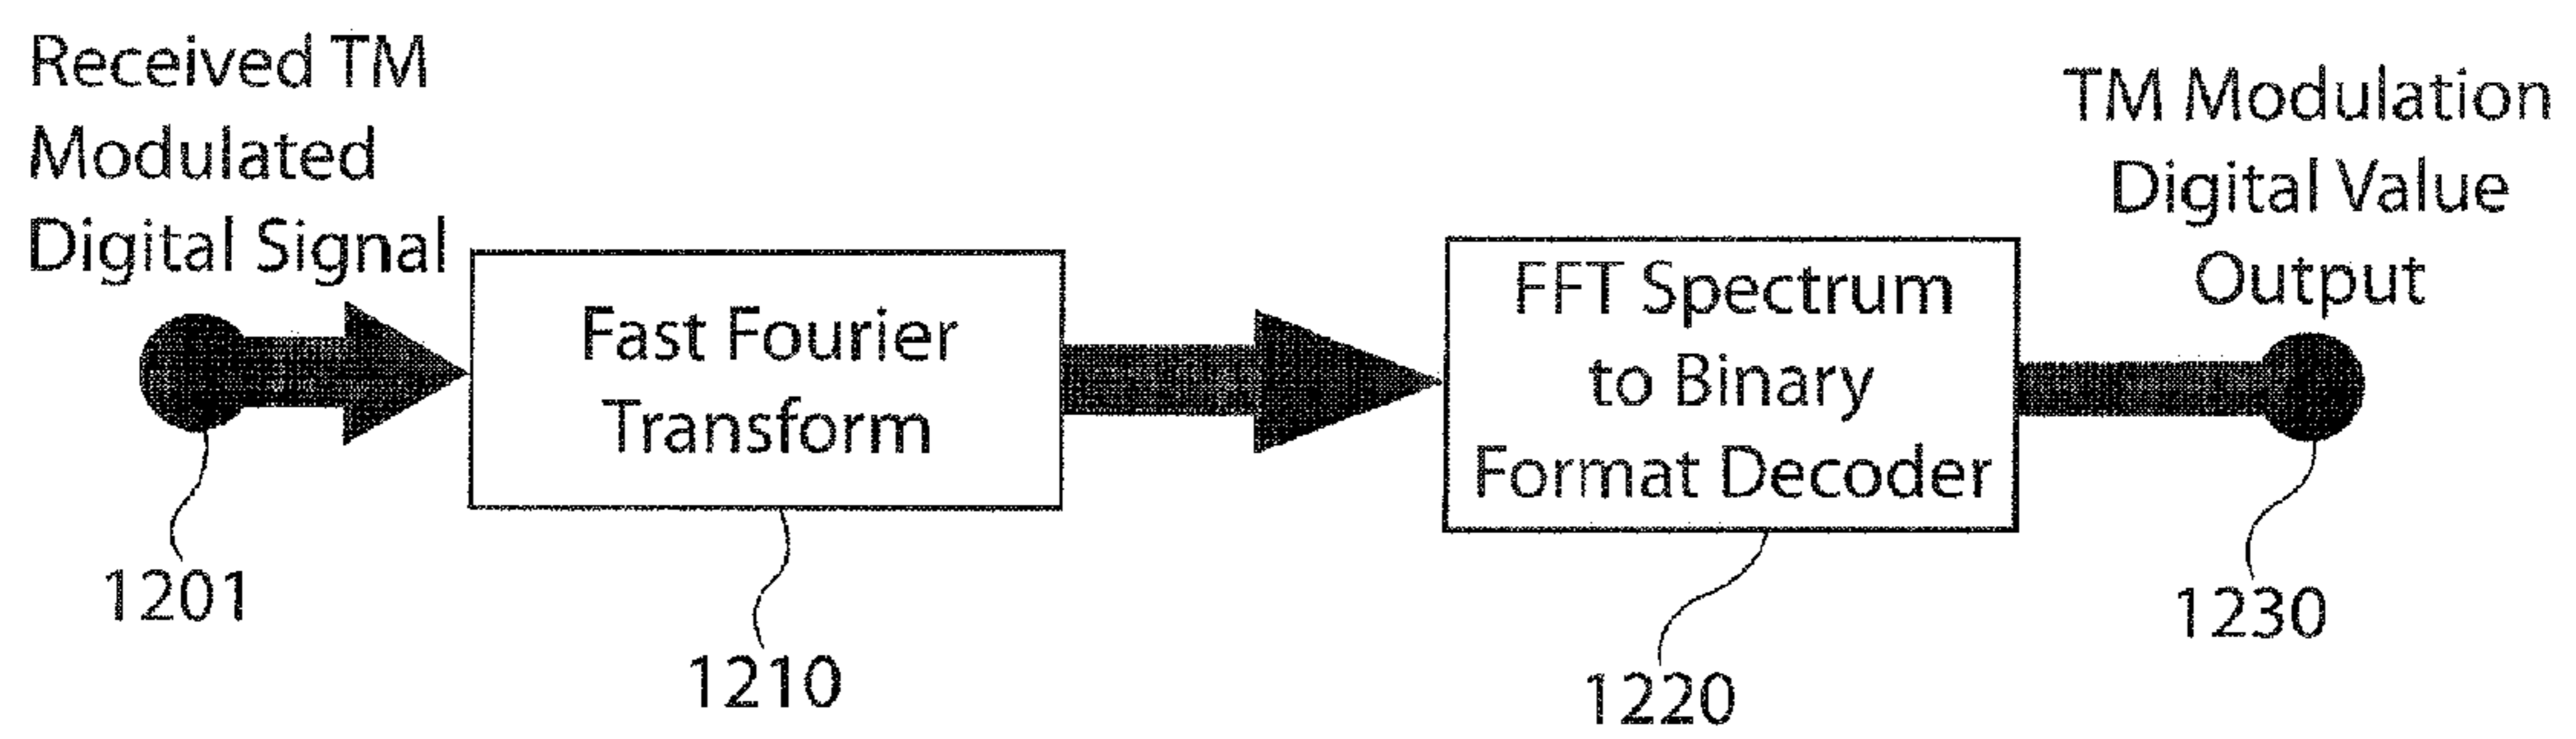 Received TM
Modulated
Digital Signal
Fast Fourier
Transform
FFT Spectrum
to Binary
Format Decoder
TM Modulation
Digital Value
Output
1201
1210
1220
1230